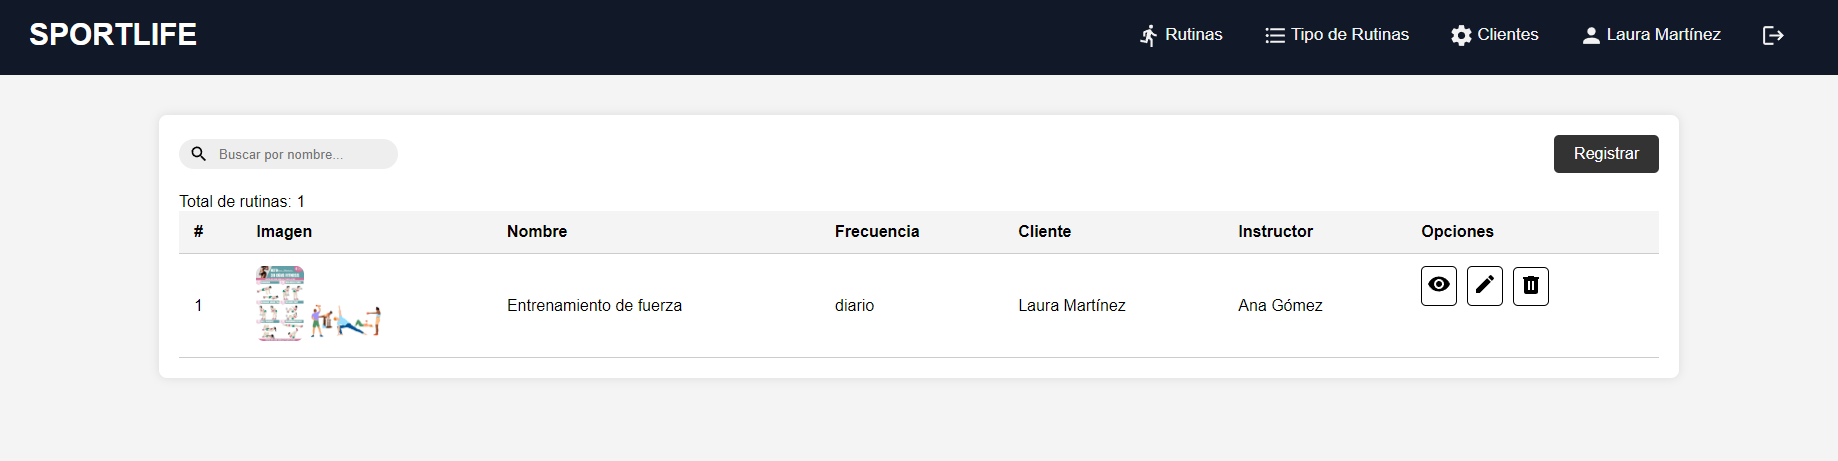 SPORTLIFE
Rutinas
Tipo de Rutinas
Clientes
Laura Martínez
Buscar por nombre...
Registrar
Total de rutinas: 1
# Imagen Nombre Frecuencia Cliente Instructor Opciones
1 Entrenamiento de fuerza diario Laura Martínez Ana Gómez